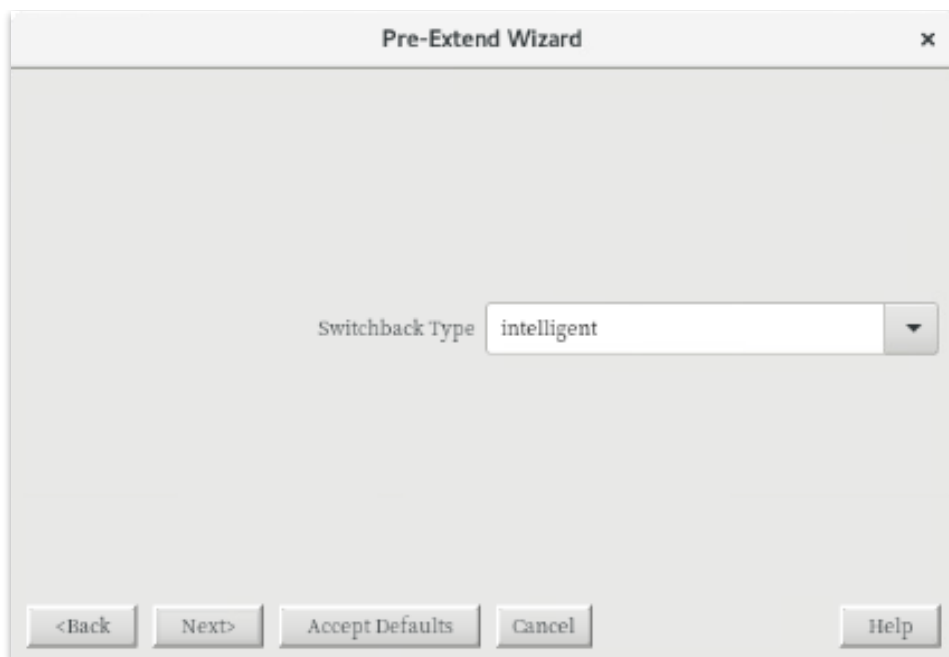 Pre-Extend Wizard
Switchback Type intelligent
<Back Next> Accept Defaults Cancel Help